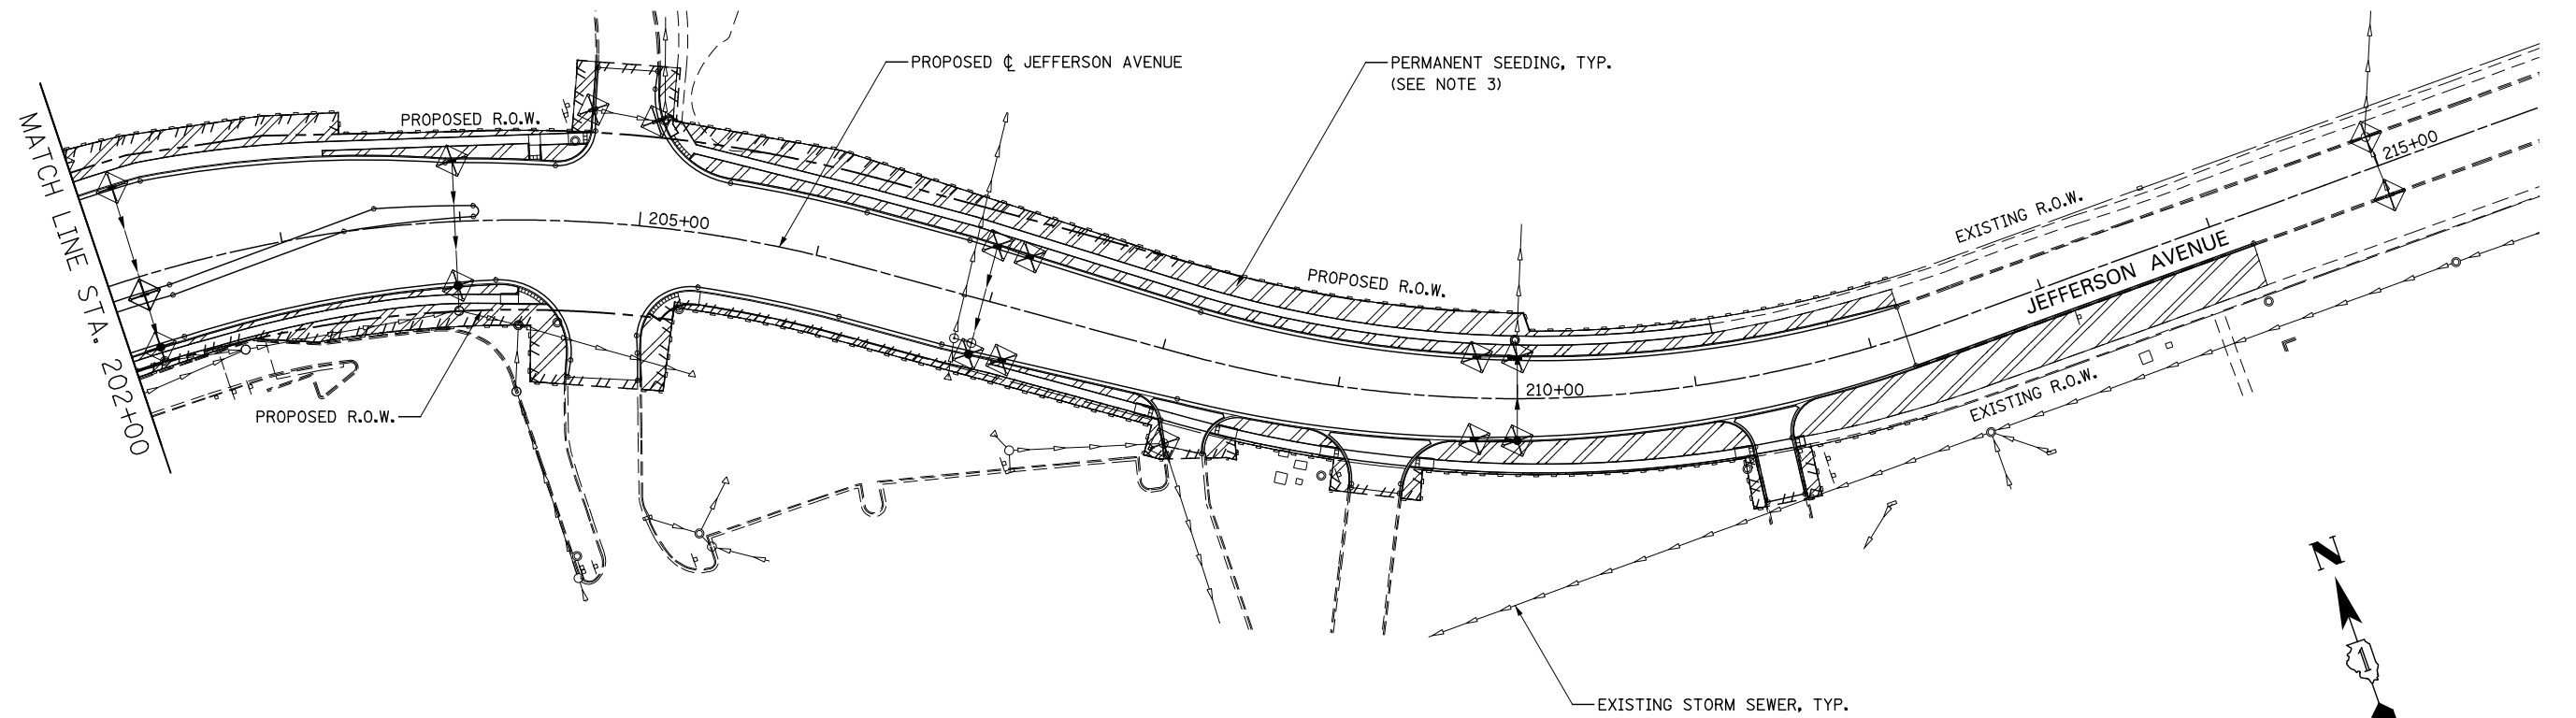 PROPOSED ℄ JEFFERSON AVENUE
PERMANENT SEEDING, TYP.
(SEE NOTE 3)
PROPOSED R.O.W.
MATCH LINE STA. 202+00
205+00
215+00
EXISTING R.O.W.
JEFFERSON AVENUE
PROPOSED R.O.W.
210+00
EXISTING R.O.W.
PROPOSED R.O.W.
N
1
EXISTING STORM SEWER, TYP.